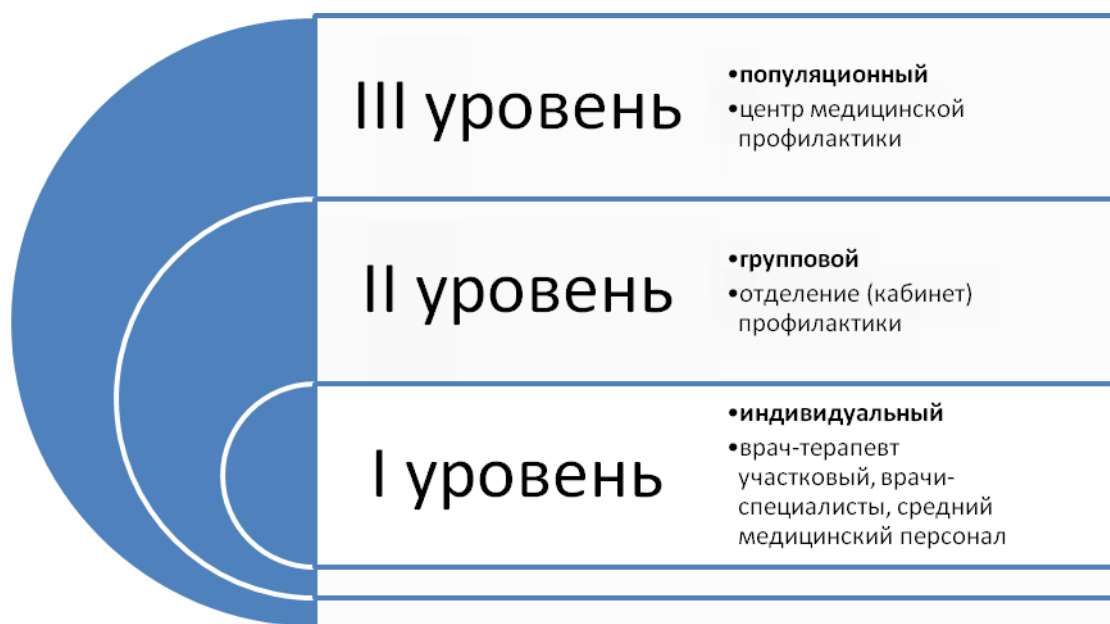 III уровень
•популяционный
•центр медицинской
профилактики
II уровень
•групповой
•отделение (кабинет)
профилактики
I уровень
•индивидуальный
•врач-терапевт
участковый, врачи-
специалисты, средний
медицинский персонал